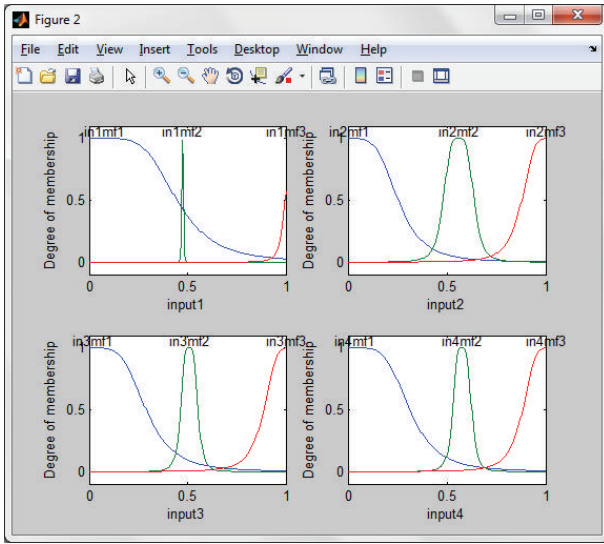 Figure 2
File Edit View Insert Tools Desktop Window Help
in1mf1 in1mf2 in1mf3
1
0.5
0
Degree of membership
0 0.5 1
input1
in2mf1 in2mf2 in2mf3
1
0.5
0
Degree of membership
0 0.5 1
input2
in3mf1 in3mf2 in3mf3
1
0.5
0
Degree of membership
0 0.5 1
input3
in4mf1 in4mf2 in4mf3
1
0.5
0
Degree of membership
0 0.5 1
input4